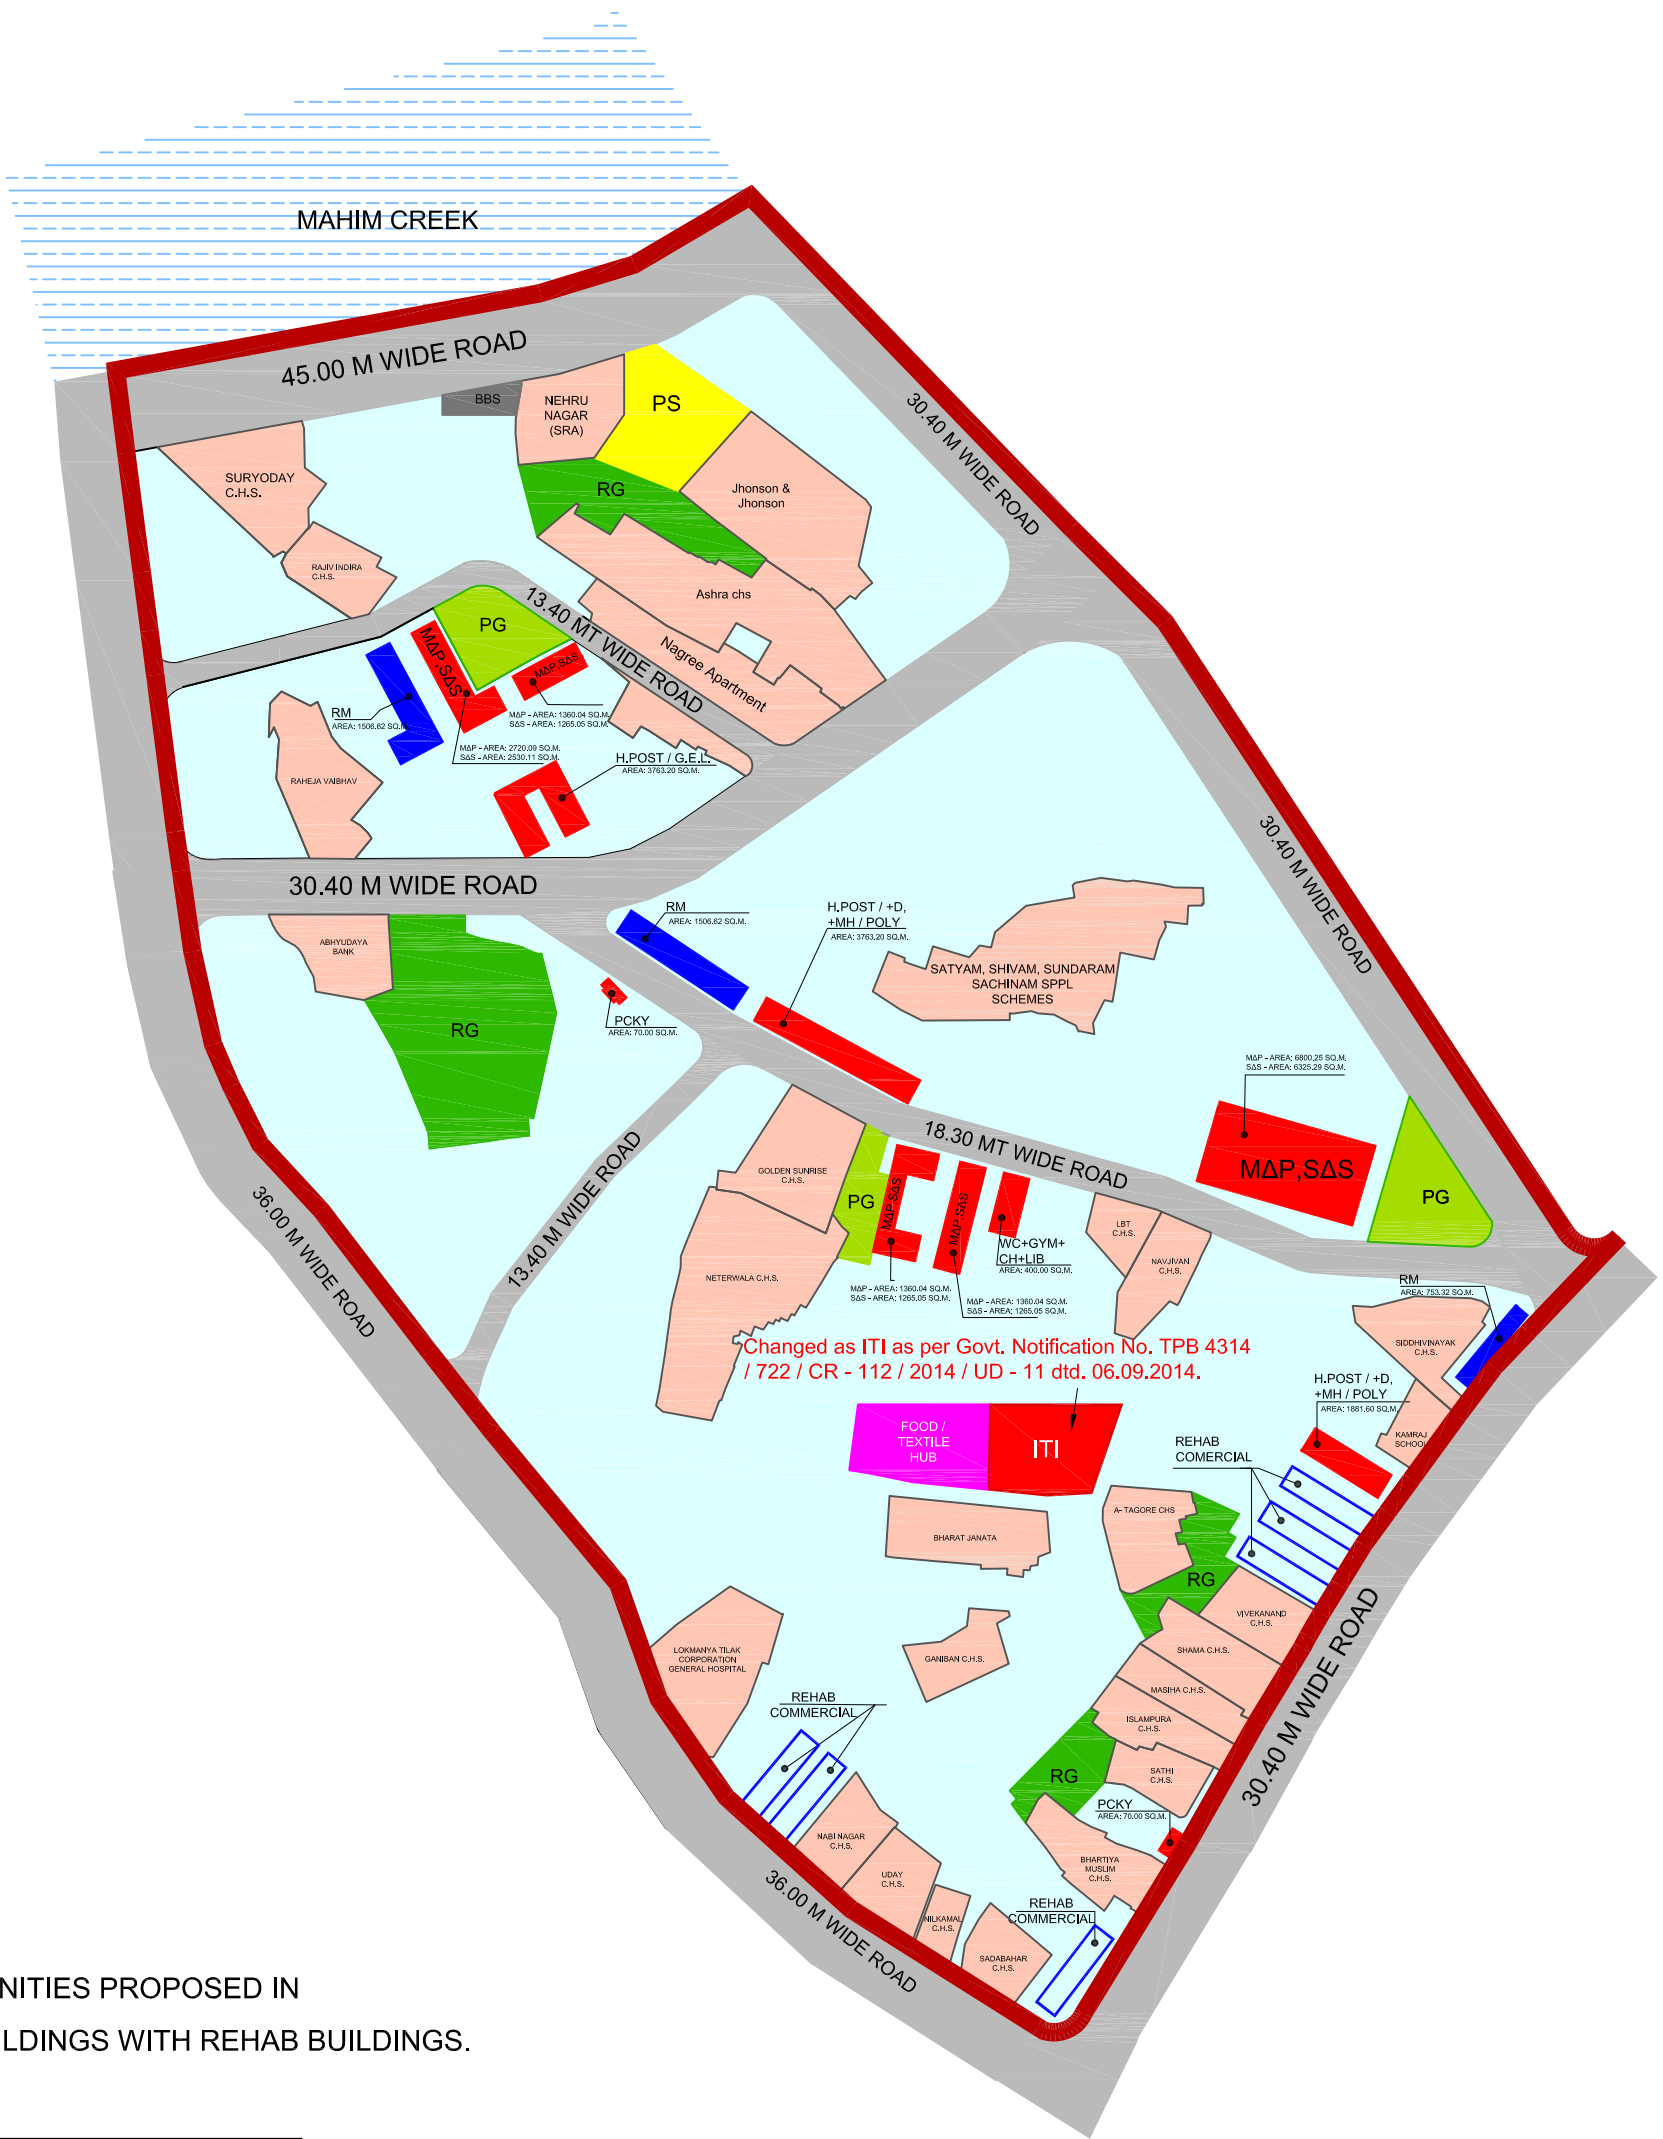 MAHIM CREEK
45.00 M WIDE ROAD
BBS
NEHRU
NAGAR
(SRA)
PS
30.40 M WIDE ROAD
SURYODAY
C.H.S.
RG
Jhonson &
Jhonson
RAJIV INDIRA
C.H.S.
Ashra chs
13.40 MT WIDE ROAD
PG
MΔP,SΔS
MΔP,SΔS
Nagree Apartment
RM
AREA: 1506.62 SQ.M.
MΔP - AREA: 1360.04 SQ.M.
SΔS - AREA: 1265.05 SQ.M.
MΔP - AREA: 2720.09 SQ.M.
SΔS - AREA: 2530.11 SQ.M.
H.POST / G.E.L.
AREA: 3763.20 SQ.M.
RAHEJA VAIBHAV
30.40 M WIDE ROAD
30.40 M WIDE ROAD
RM
AREA: 1506.62 SQ.M.
H.POST / +D,
+MH / POLY
AREA: 3763.20 SQ.M.
ABHYUDAYA
BANK
SATYAM, SHIVAM, SUNDARAM
SACHINAM SPPL
SCHEMES
RG
PCKY
AREA: 70.00 SQ.M.
MΔP - AREA: 6800.25 SQ.M.
SΔS - AREA: 6325.29 SQ.M.
18.30 MT WIDE ROAD
MΔP,SΔS
PG
GOLDEN SUNRISE
C.H.S.
PG
MΔP,SΔS
MΔP,SΔS
13.40 M WIDE ROAD
36.00 M WIDE ROAD
LBT
C.H.S.
NAVJIVAN
C.H.S.
WC+GYM+
CH+LIB
AREA: 400.00 SQ.M.
NETERWALA C.H.S.
MΔP - AREA: 1360.04 SQ.M.
SΔS - AREA: 1265.05 SQ.M.
MΔP - AREA: 1360.04 SQ.M.
SΔS - AREA: 1265.05 SQ.M.
RM
AREA: 753.32 SQ.M.
Changed as ITI as per Govt. Notification No. TPB 4314
/ 722 / CR - 112 / 2014 / UD - 11 dtd. 06.09.2014.
SIDDHIVINAYAK
C.H.S.
H.POST / +D,
+MH / POLY
AREA: 1881.60 SQ.M.
FOOD /
TEXTILE
HUB
ITI
KAMRAJ
SCHOOL
REHAB
COMERCIAL
A- TAGORE CHS
BHARAT JANATA
RG
VIVEKANAND
C.H.S.
SHAMA C.H.S.
LOKMANYA TILAK
CORPORATION
GENERAL HOSPITAL
GANIBAN C.H.S.
MASIHA C.H.S.
30.40 M WIDE ROAD
REHAB
COMMERCIAL
ISLAMPURA
C.H.S.
RG
SATHI
C.H.S.
PCKY
AREA: 70.00 SQ.M.
NABI NAGAR
C.H.S.
UDAY
C.H.S.
BHARTIYA
MUSLIM
C.H.S.
36.00 M WIDE ROAD
NILKAMAL
C.H.S.
REHAB
COMMERCIAL
SADABAHAR
C.H.S.
NITIES PROPOSED IN
LDINGS WITH REHAB BUILDINGS.